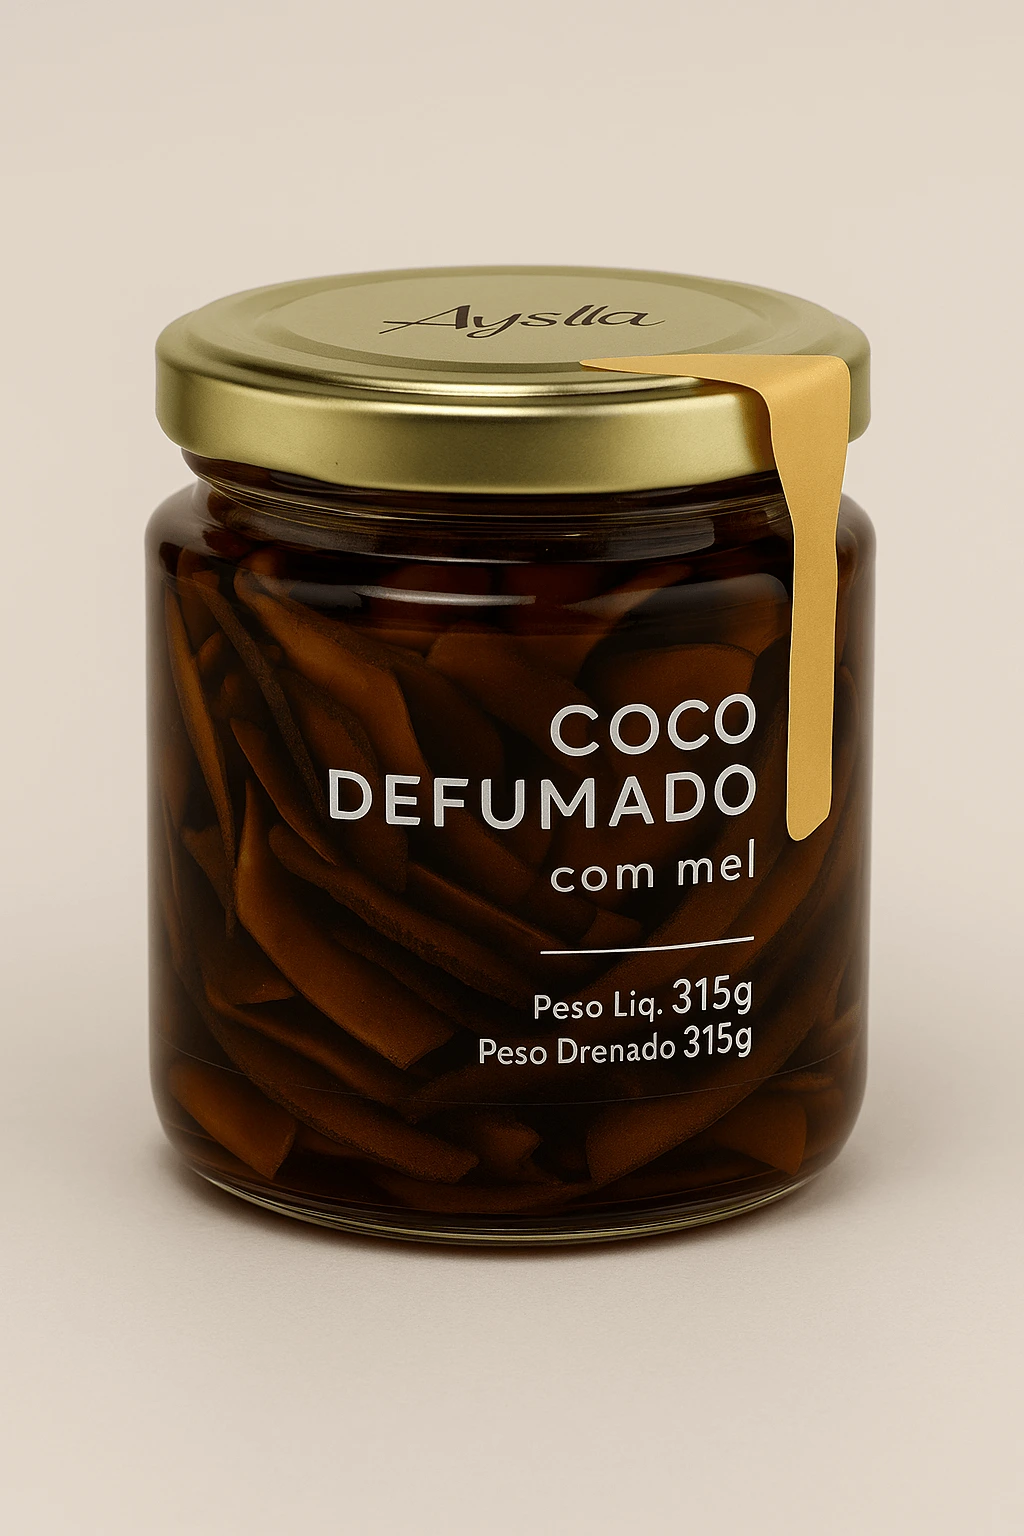 Ayslla
COCO
DEFUMADO
com mel
Peso Liq. 315g
Peso Drenado 315g